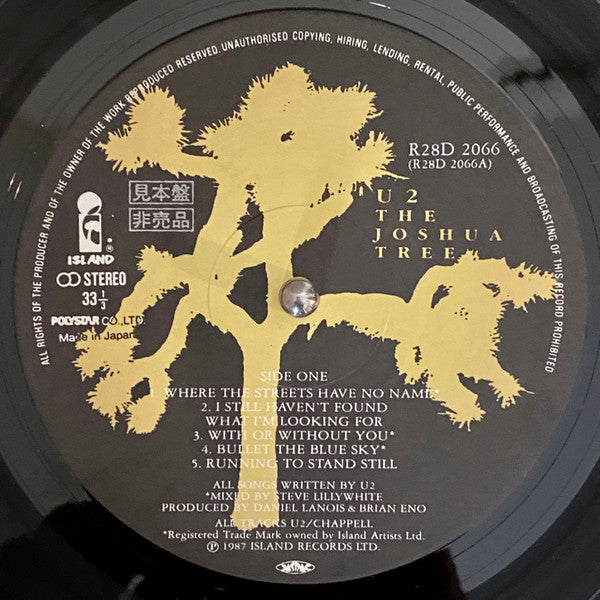 ALL RIGHTS OF THE PRODUCER AND OF THE OWNER OF THE WORK REPRODUCED RESERVED. UNAUTHORISED COPYING, HIRING, LENDING, RENTAL, PUBLIC PERFORMANCE AND BROADCASTING OF THIS RECORD PROHIBITED
R28D 2066
(R28D 2066A)
見本盤
非売品
U2
THE
JOSHUA
TREE
ISLAND®
STEREO
33 1/3
POLYSTAR CO., LTD.
Made in Japan
SIDE ONE
1. WHERE THE STREETS HAVE NO NAME*
2. I STILL HAVEN'T FOUND
WHAT I'M LOOKING FOR
3. WITH OR WITHOUT YOU*
4. BULLET THE BLUE SKY*
5. RUNNING TO STAND STILL
ALL SONGS WRITTEN BY U2
*MIXED BY STEVE LILLYWHITE
PRODUCED BY DANIEL LANOIS & BRIAN ENO
ALL TRACKS U2/CHAPPELL
*Registered Trade Mark owned by Island Artists Ltd.
℗ 1987 ISLAND RECORDS LTD.